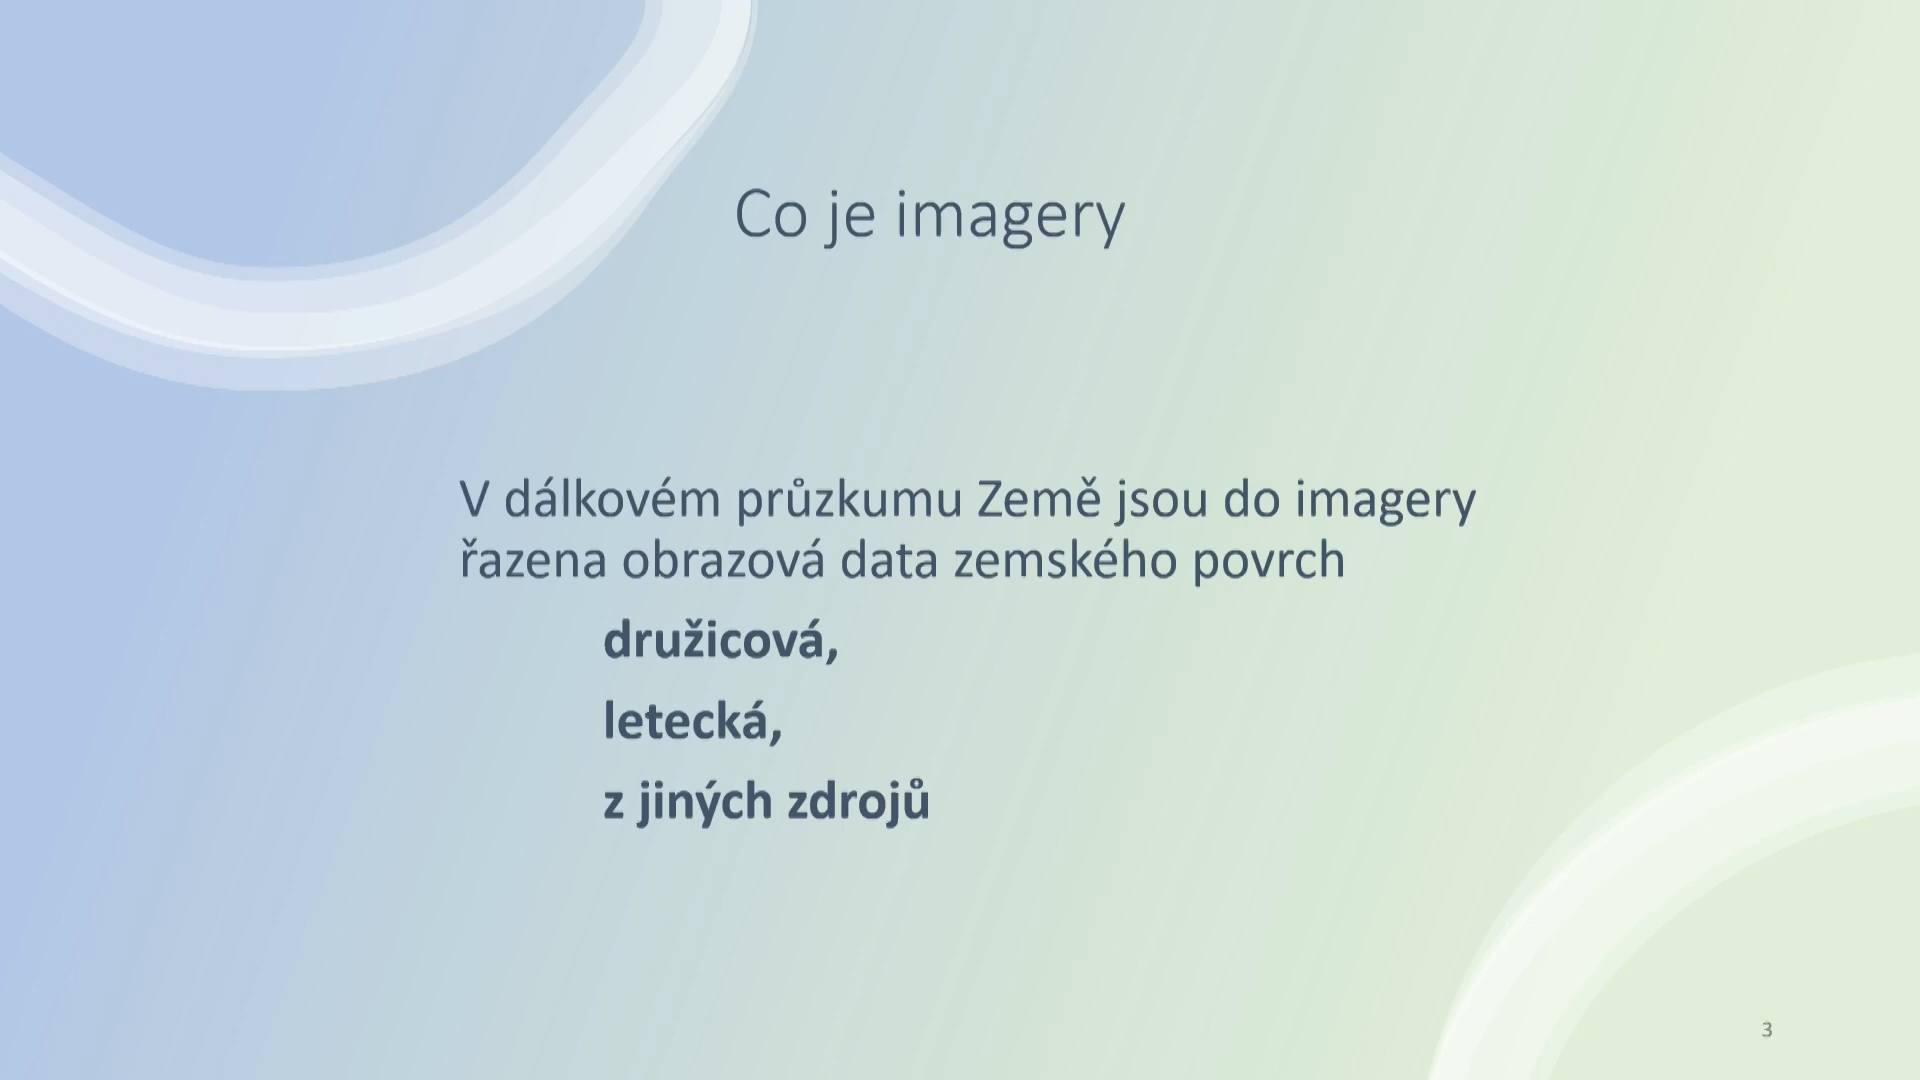 Co je imagery
V dálkovém průzkumu Země jsou do imagery
řazena obrazová data zemského povrch
družicová,
letecká,
z jiných zdrojů
3